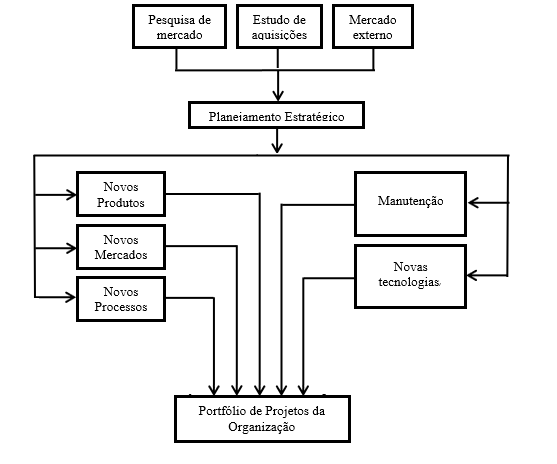 Pesquisa de
mercado
Estudo de
aquisições
Mercado
externo
Planejamento Estratégico
Novos
Produtos
Manutenção
Novos
Mercados
Novas
tecnologias
Novos
Processos
Portfólio de Projetos da
Organização